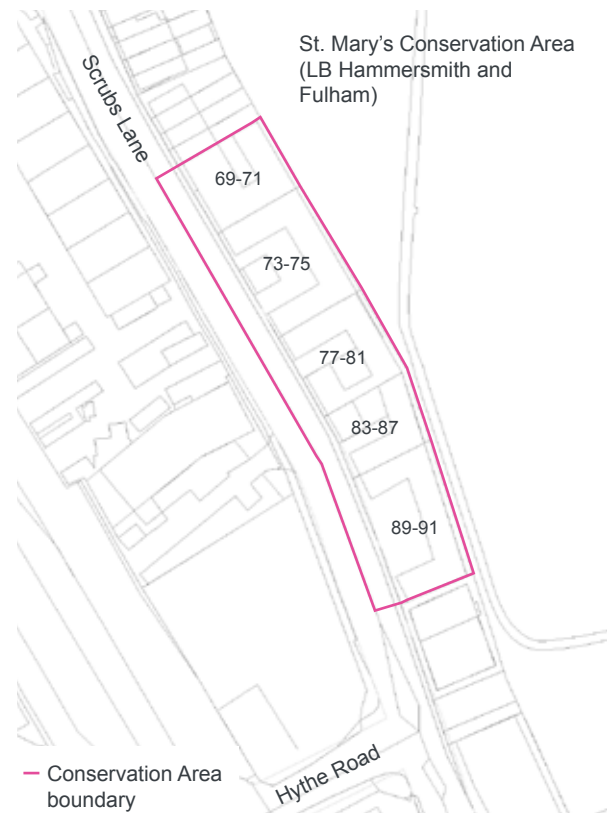 St. Mary’s Conservation Area
(LB Hammersmith and
Fulham)
Scrubs Lane
69-71
73-75
77-81
83-87
89-91
Hythe Road
Conservation Area
boundary